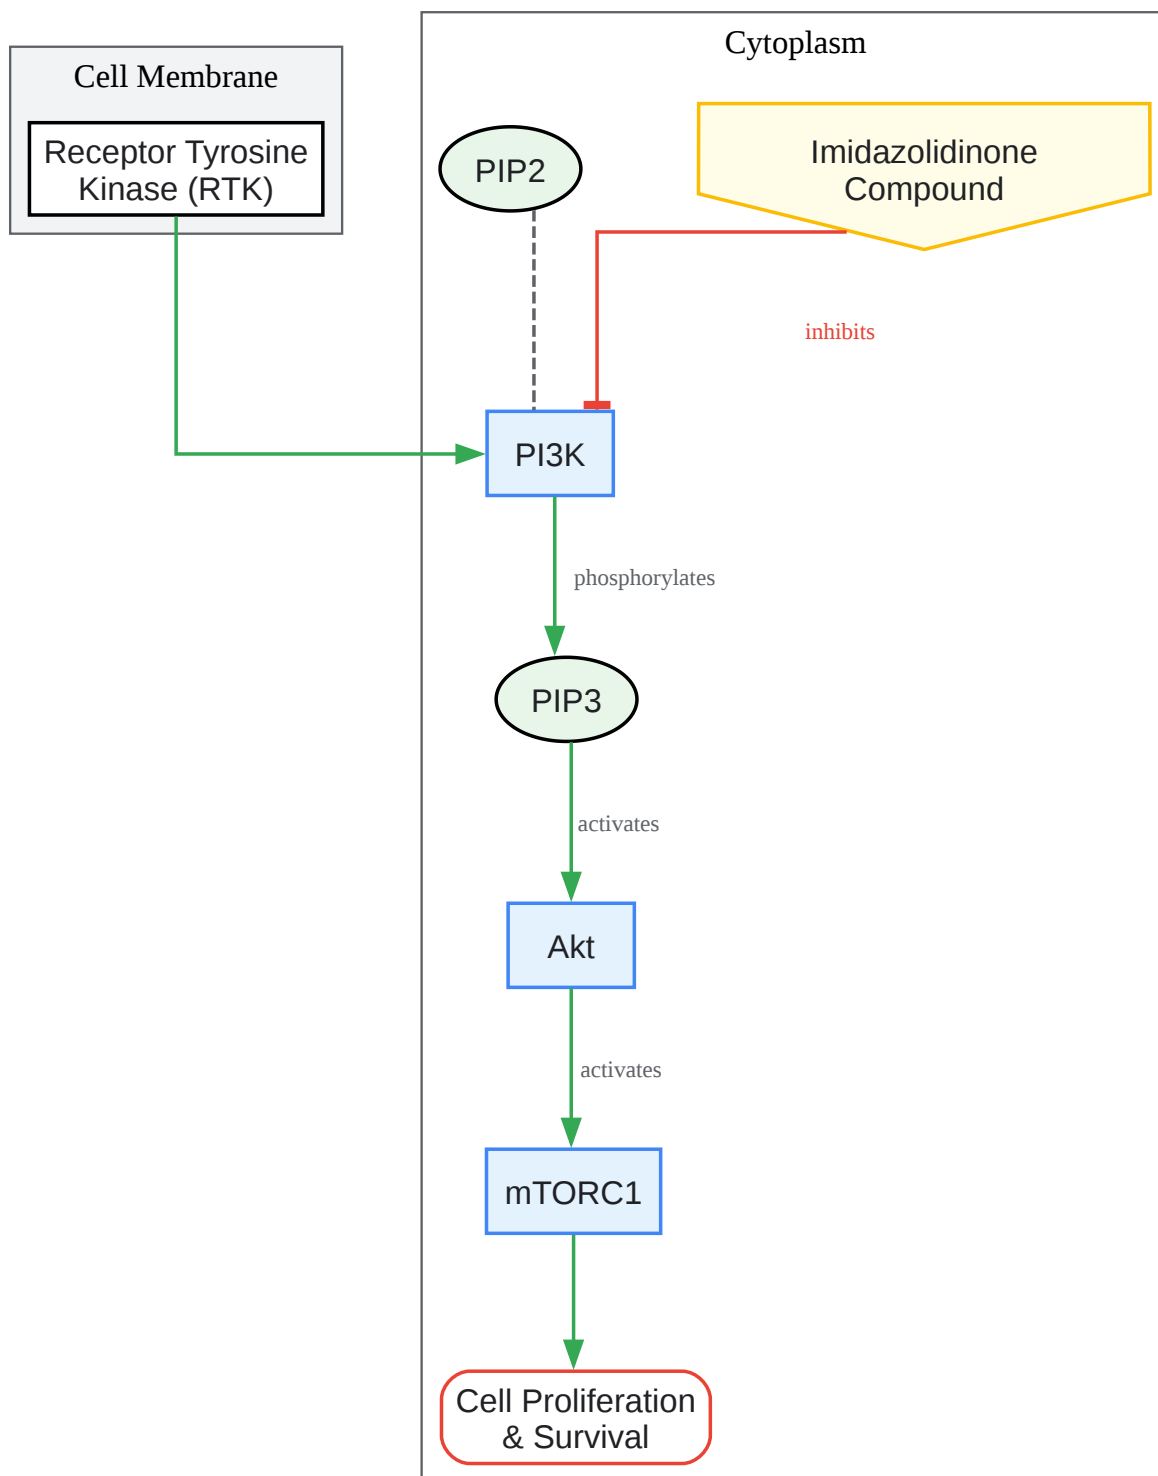 Cytoplasm
Cell Membrane
Receptor Tyrosine
Kinase (RTK)
PIP2
Imidazolidinone
Compound
inhibits
PI3K
phosphorylates
PIP3
activates
Akt
activates
mTORC1
Cell Proliferation
& Survival